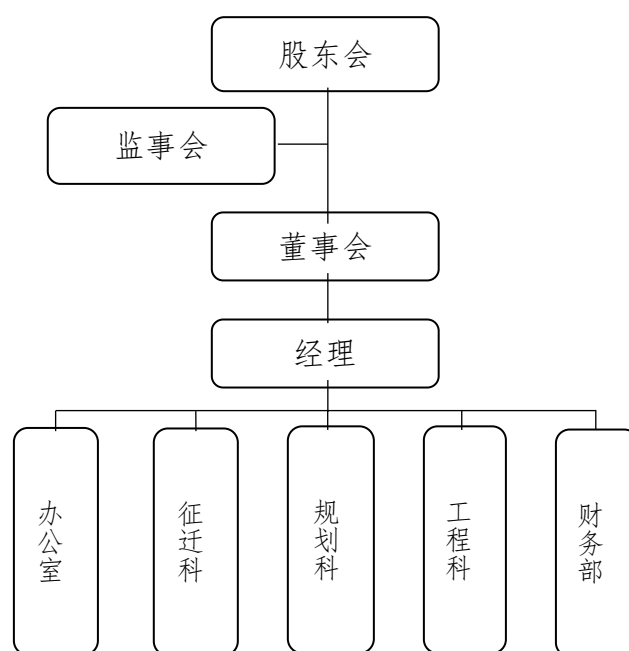 股东会
监事会
董事会
经理
办公室
征迁科
规划科
工程科
财务部